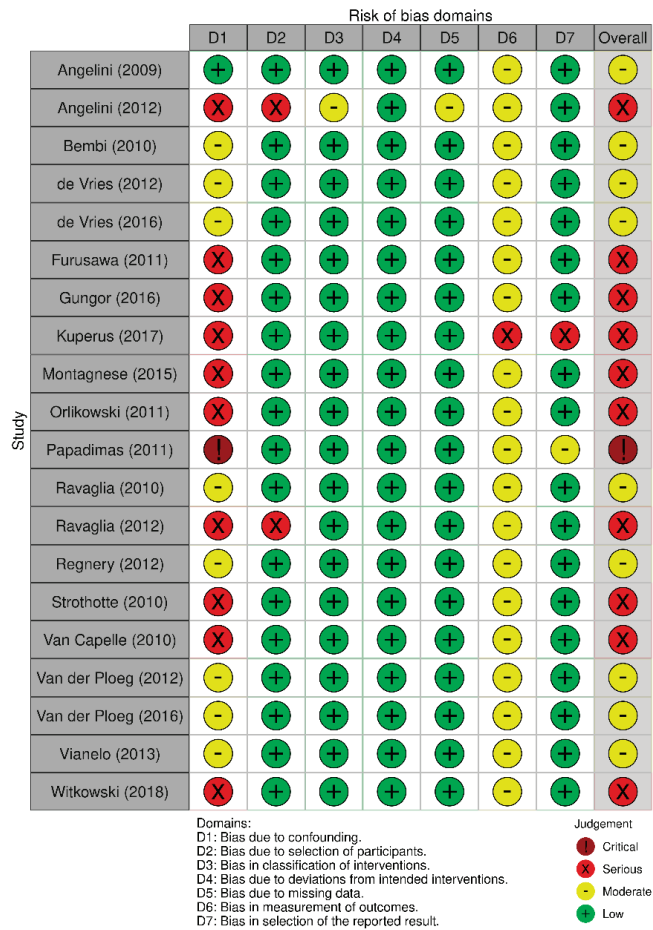 Risk of bias domains
D1 D2 D3 D4 D5 D6 D7 Overall
Study
Angelini (2009) + + + + + - + -
Angelini (2012) X X - + - - + X
Bembi (2010) - + + + + - + -
de Vries (2012) - + + + + - + -
de Vries (2016) - + + + + - + -
Furusawa (2011) X + + + + - + X
Gungor (2016) X + + + + - + X
Kuperus (2017) X + + + + X X X
Montagnese (2015) X + + + + - + X
Orlikowski (2011) X + + + + - + X
Papadimas (2011) ! + + + + - - !
Ravaglia (2010) - + + + + - + -
Ravaglia (2012) X X + + + - + X
Regnery (2012) - + + + + - + -
Strothotte (2010) X + + + + - + X
Van Capelle (2010) X + + + + - + X
Van der Ploeg (2012) - + + + + - + -
Van der Ploeg (2016) - + + + + - + -
Vianelo (2013) - + + + + - + -
Witkowski (2018) X + + + + - + X
Domains:
D1: Bias due to confounding.
D2: Bias due to selection of participants.
D3: Bias in classification of interventions.
D4: Bias due to deviations from intended interventions.
D5: Bias due to missing data.
D6: Bias in measurement of outcomes.
D7: Bias in selection of the reported result.
Judgement
! Critical
X Serious
- Moderate
+ Low